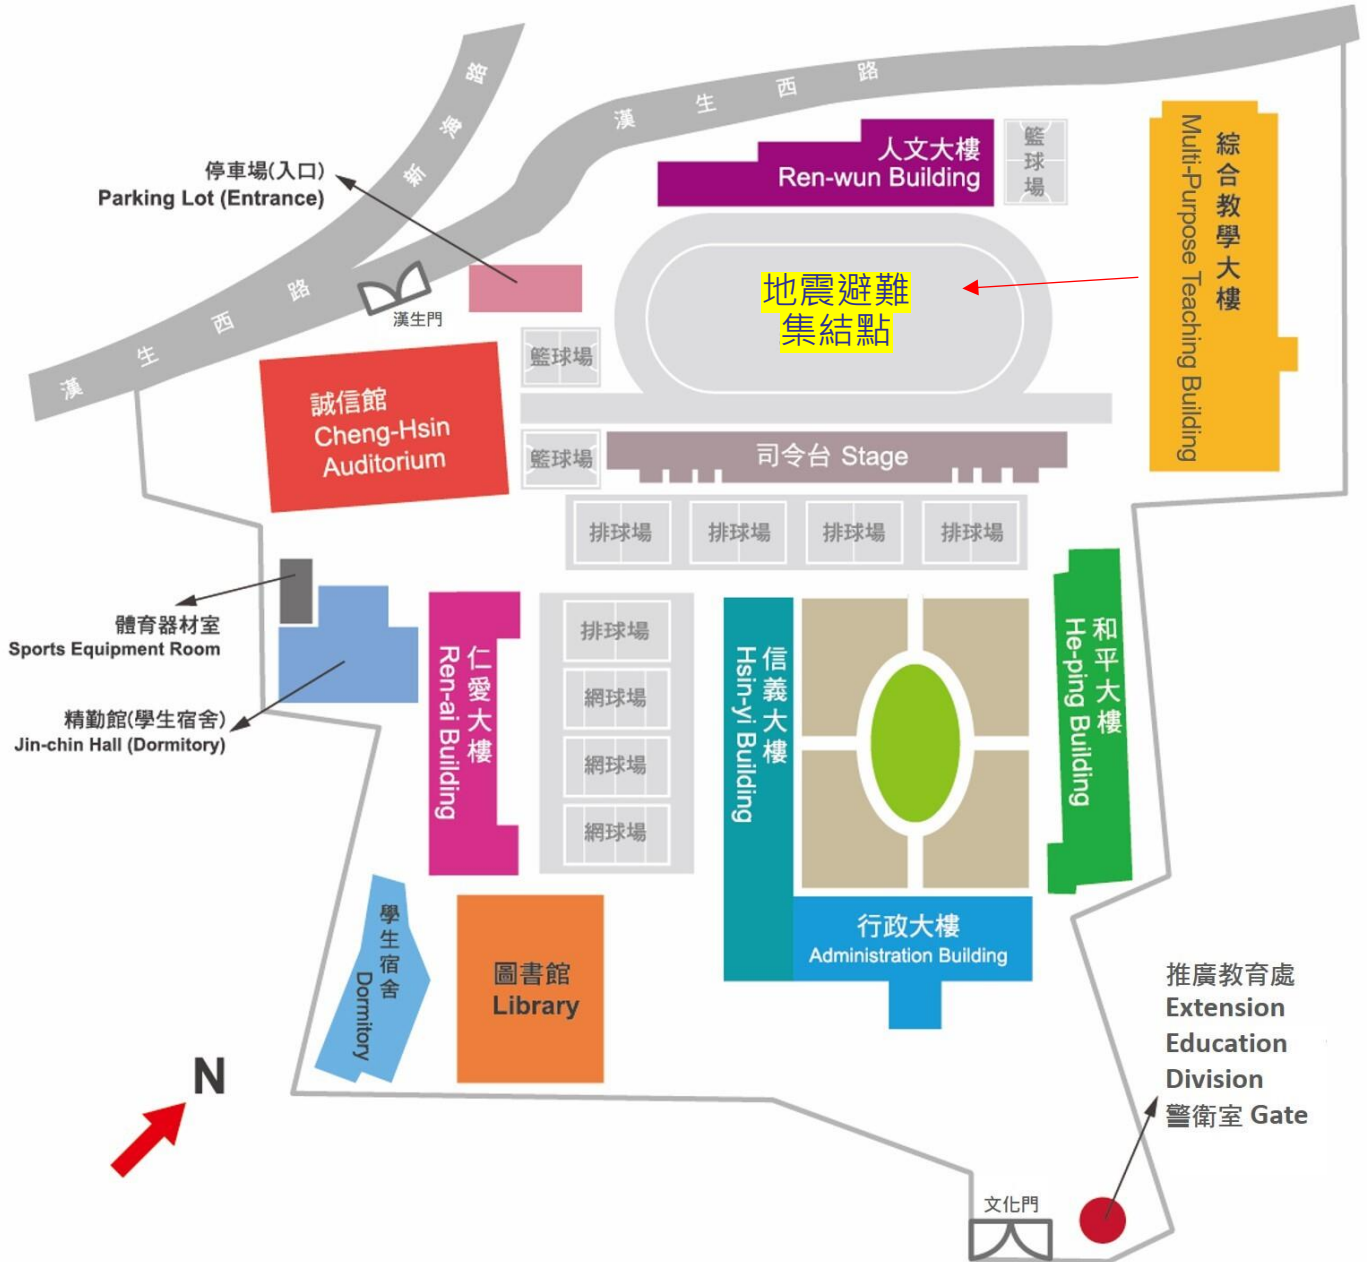 新海路
漢生西路
停車場(入口)
Parking Lot (Entrance)
人文大樓
Ren-wun Building
籃球場
綜合教學大樓
Multi-Purpose Teaching Building
漢生西路
漢生門
地震避難
集結點
籃球場
誠信館
Cheng-Hsin
Auditorium
籃球場
司令台 Stage
排球場
排球場
排球場
排球場
體育器材室
Sports Equipment Room
精勤館(學生宿舍)
Jin-chin Hall (Dormitory)
仁愛大樓
Ren-ai Building
排球場
網球場
網球場
網球場
信義大樓
Hsin-yi Building
和平大樓
He-ping Building
學生宿舍
Dormitory
圖書館
Library
行政大樓
Administration Building
推廣教育處
Extension
Education
Division
警衛室 Gate
N
文化門